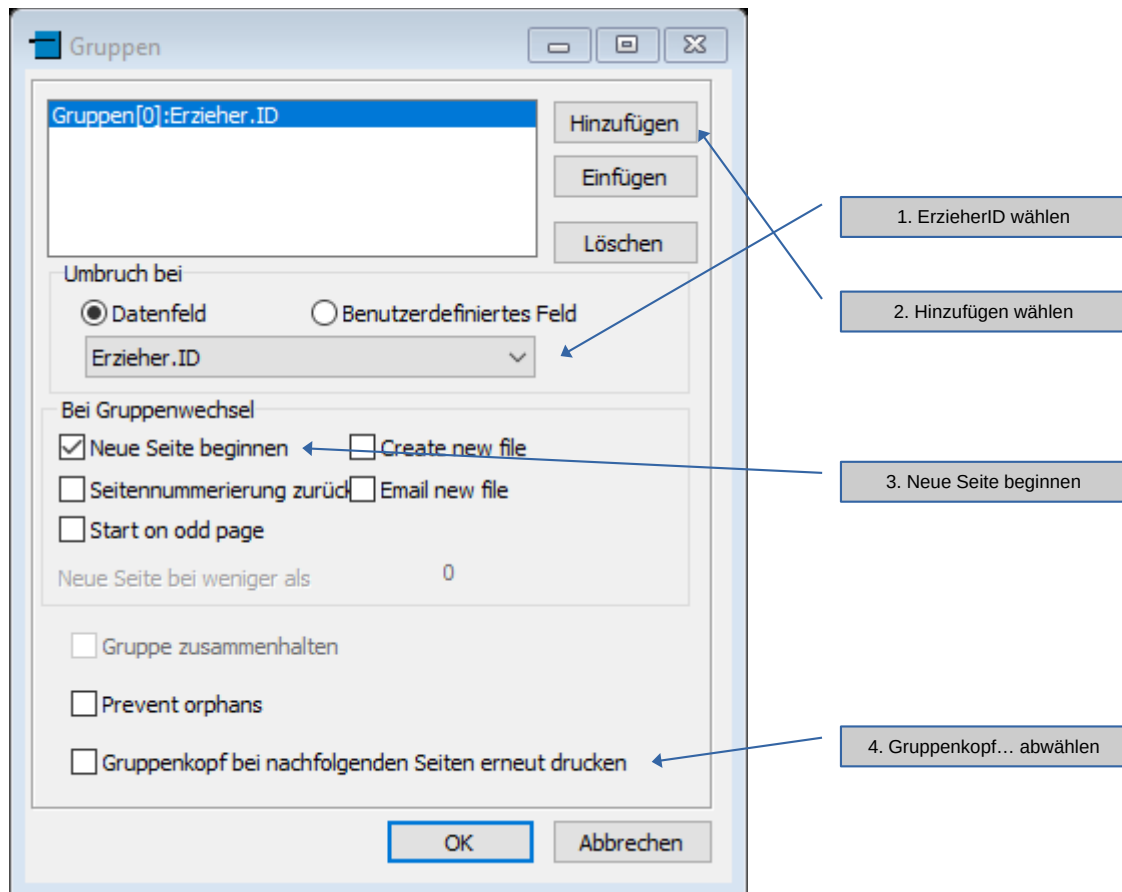 Gruppen
Gruppen[0]:Erzieher.ID
Hinzufügen
Einfügen
Löschen
Umbruch bei
Datenfeld
Benutzerdefiniertes Feld
Erzieher.ID
Bei Gruppenwechsel
Neue Seite beginnen
Create new file
Seitennummerierung zurück
Email new file
Start on odd page
Neue Seite bei weniger als
0
Gruppe zusammenhalten
Prevent orphans
Gruppenkopf bei nachfolgenden Seiten erneut drucken
OK
Abbrechen
1. ErzieherID wählen
2. Hinzufügen wählen
3. Neue Seite beginnen
4. Gruppenkopf… abwählen